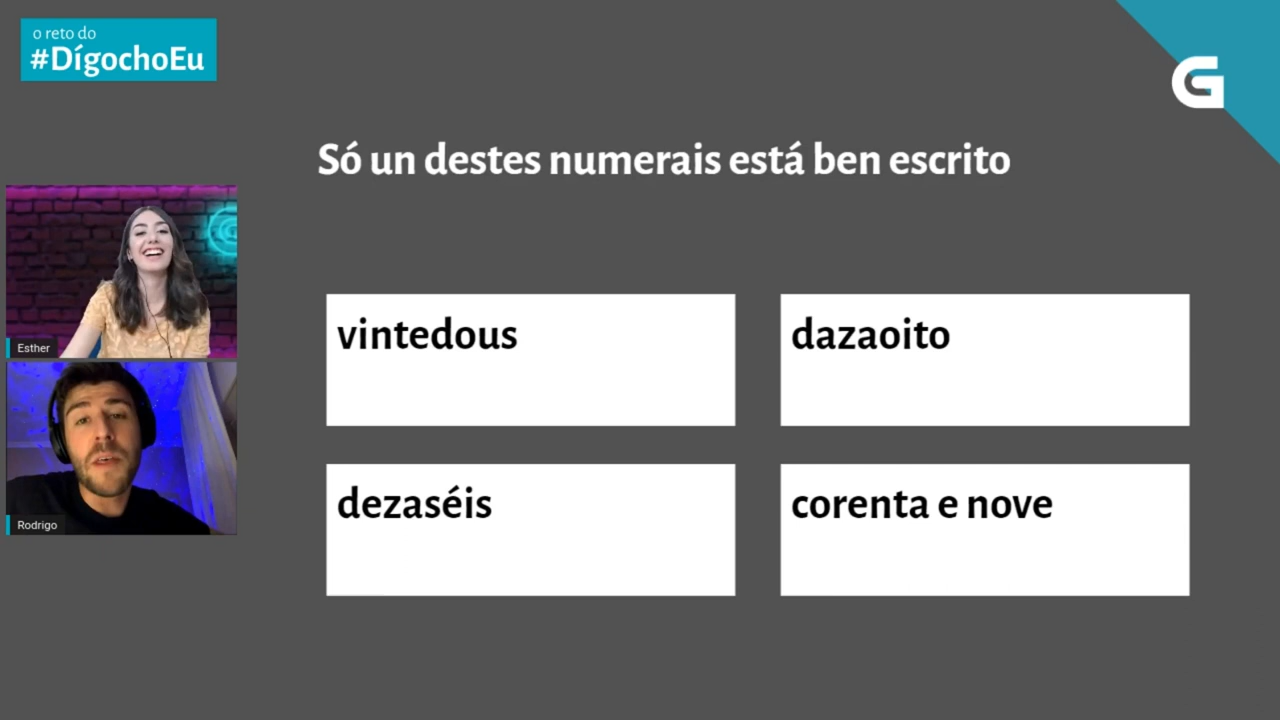 o reto do
#DígochoEu
G
Só un destes numerais está ben escrito
Esther
Rodrigo
vintedous
dazaoito
dezaséis
corenta e nove